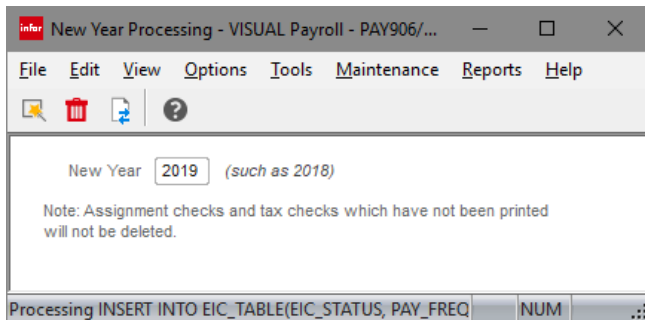 infor New Year Processing - VISUAL Payroll - PAY906/...
File Edit View Options Tools Maintenance Reports Help
New Year 2019 (such as 2018)
Note: Assignment checks and tax checks which have not been printed
will not be deleted.
Processing INSERT INTO EIC_TABLE(EIC_STATUS, PAY_FREQ NUM